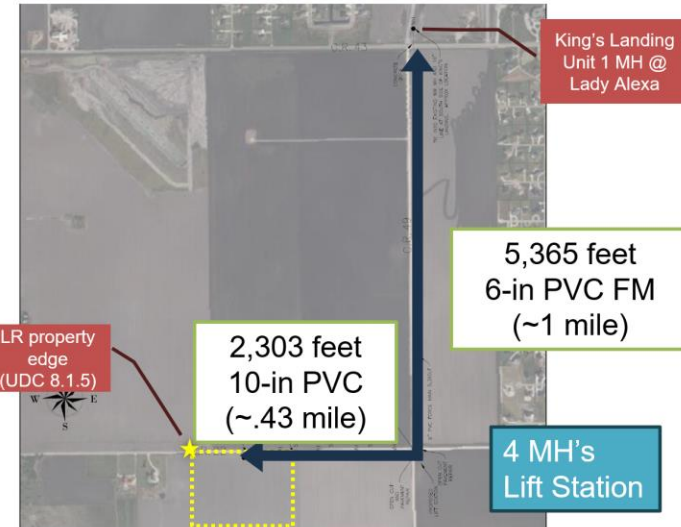 King's Landing
Unit 1 MH @
Lady Alexa
5,365 feet
6-in PVC FM
(~1 mile)
LR property
edge
(UDC 8.1.5)
W
E
S
2,303 feet
10-in PVC
(~.43 mile)
4 MH's
Lift Station
C.R. 49